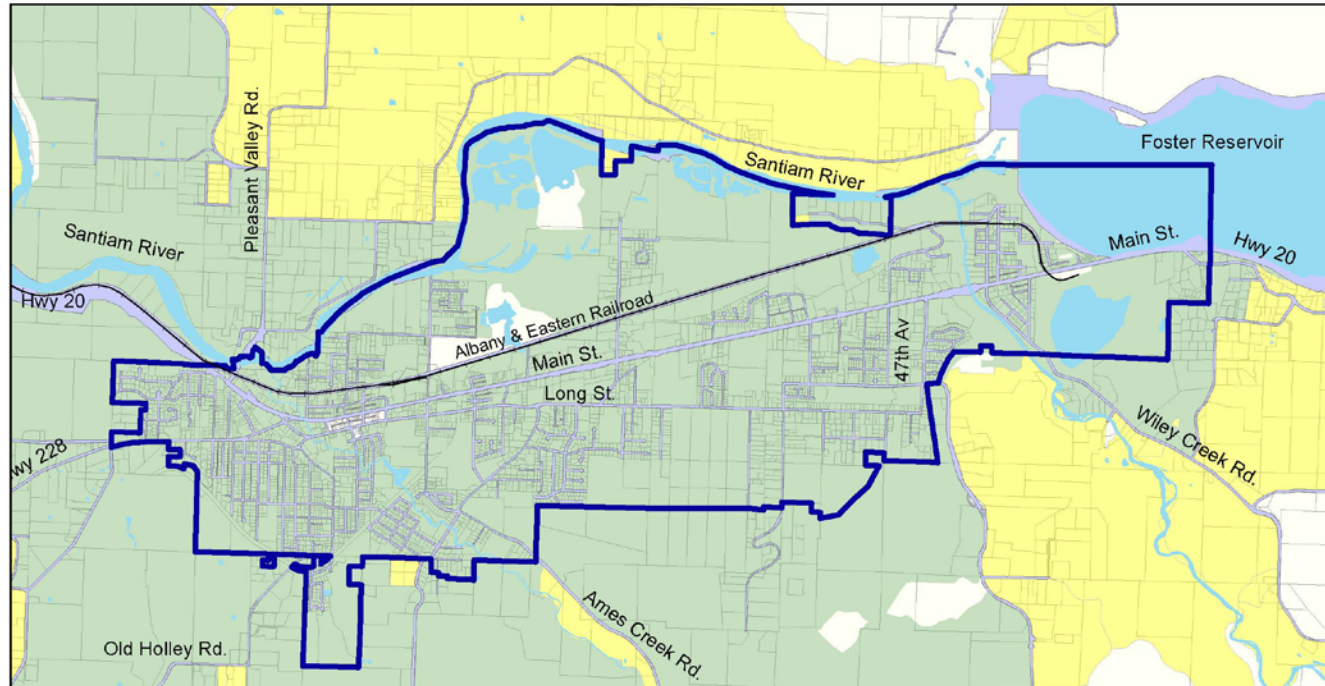 Foster Reservoir
Pleasant Valley Rd.
Santiam River
Santiam River
Main St.
Hwy 20
Hwy 20
Albany & Eastern Railroad
Main St.
47th Av
Long St.
Wiley Creek Rd.
wy 228
Ames Creek Rd.
Old Holley Rd.